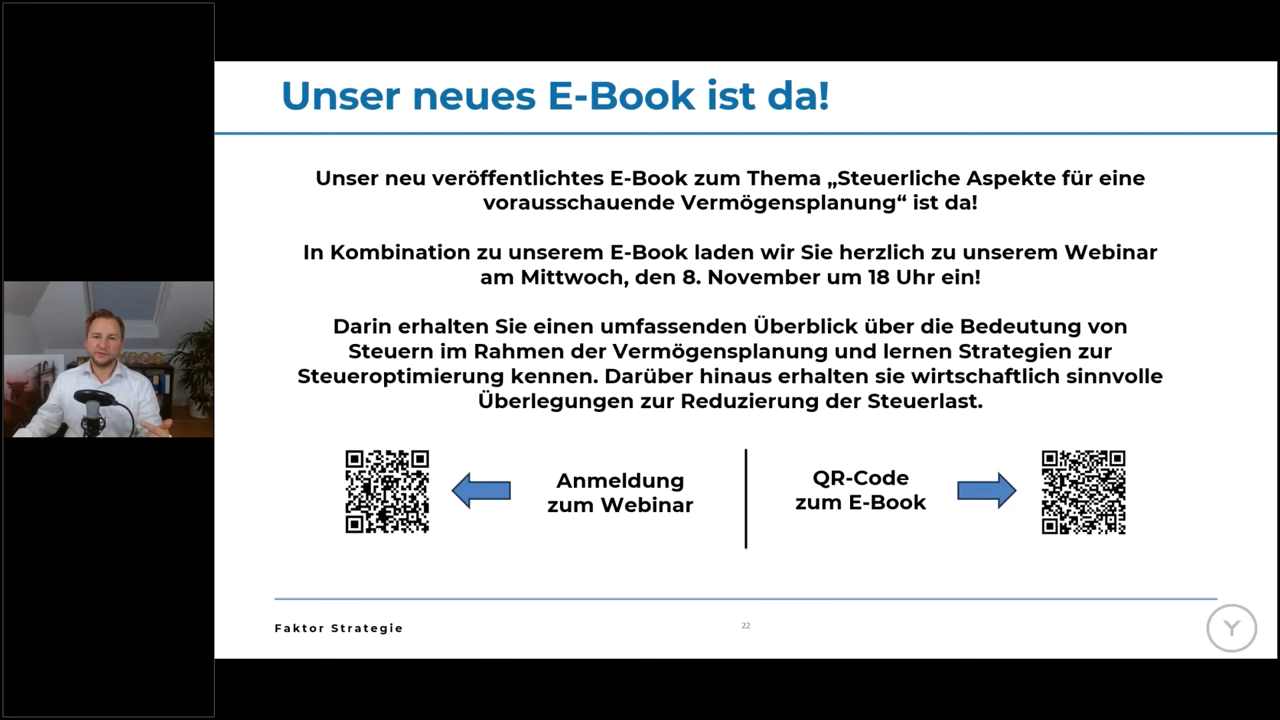 Unser neues E-Book ist da!
Unser neu veröffentlichtes E-Book zum Thema „Steuerliche Aspekte für eine
vorausschauende Vermögensplanung“ ist da!
In Kombination zu unserem E-Book laden wir Sie herzlich zu unserem Webinar
am Mittwoch, den 8. November um 18 Uhr ein!
Darin erhalten Sie einen umfassenden Überblick über die Bedeutung von
Steuern im Rahmen der Vermögensplanung und lernen Strategien zur
Steueroptimierung kennen. Darüber hinaus erhalten sie wirtschaftlich sinnvolle
Überlegungen zur Reduzierung der Steuerlast.
Anmeldung
zum Webinar
QR-Code
zum E-Book
Faktor Strategie
22
Y